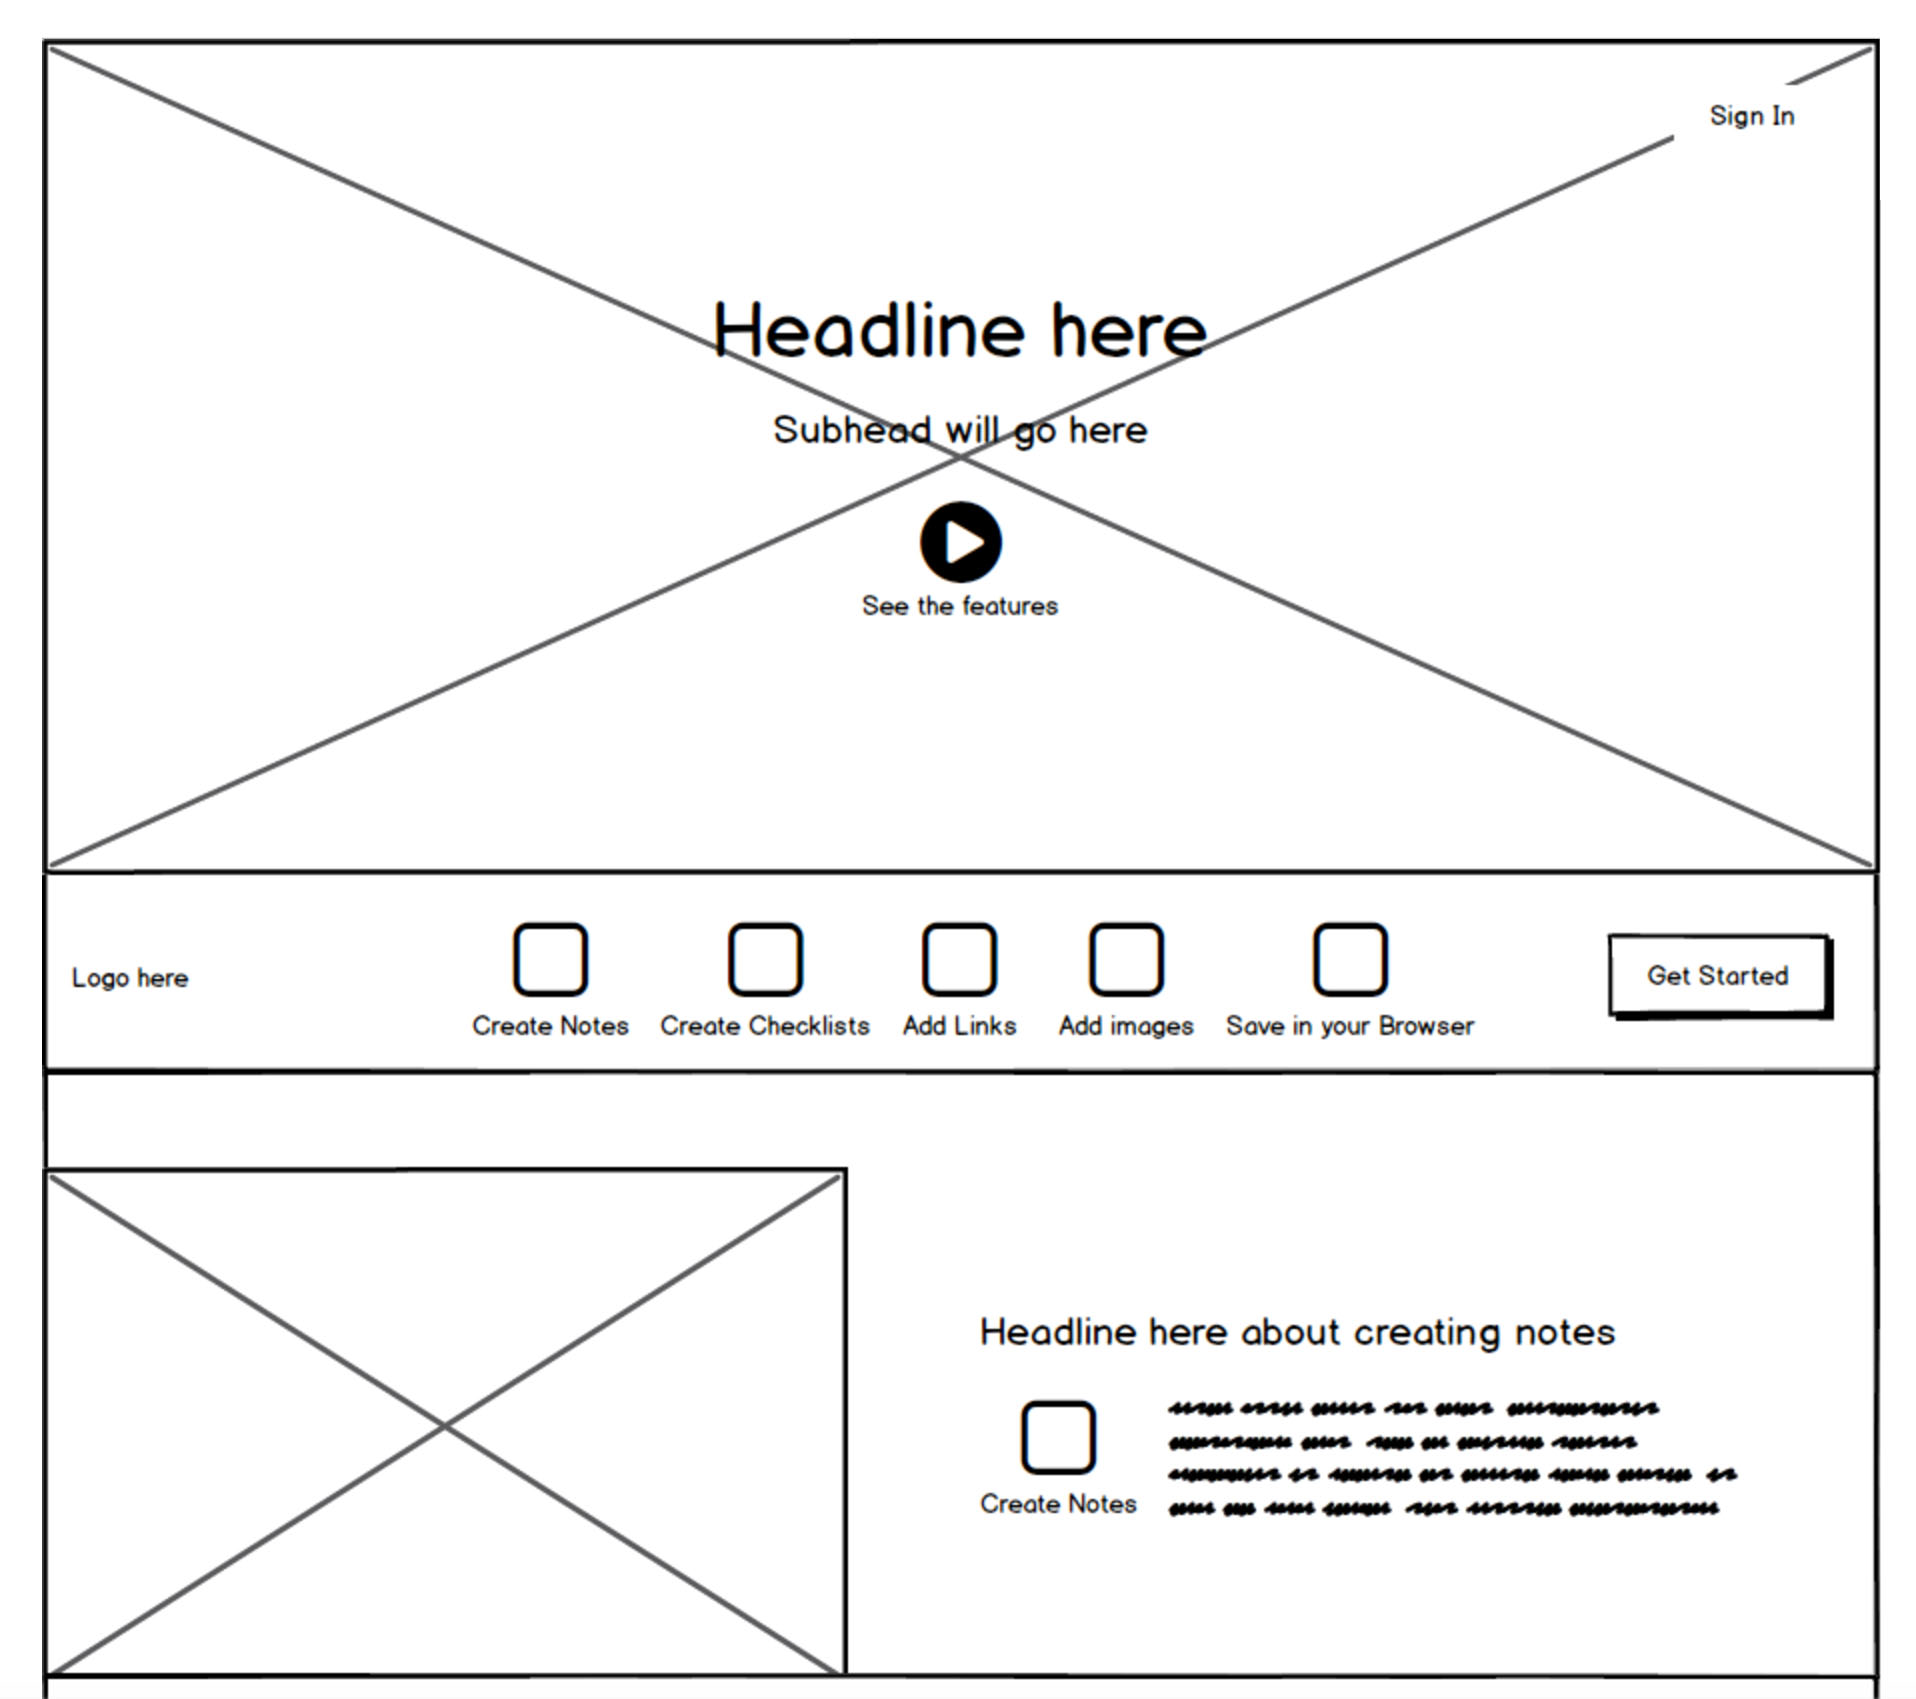 Sign In
Headline here
Subhead will go here
See the features
Logo here
Create Notes
Create Checklists
Add Links
Add images
Save in your Browser
Get Started
Headline here about creating notes
Create Notes